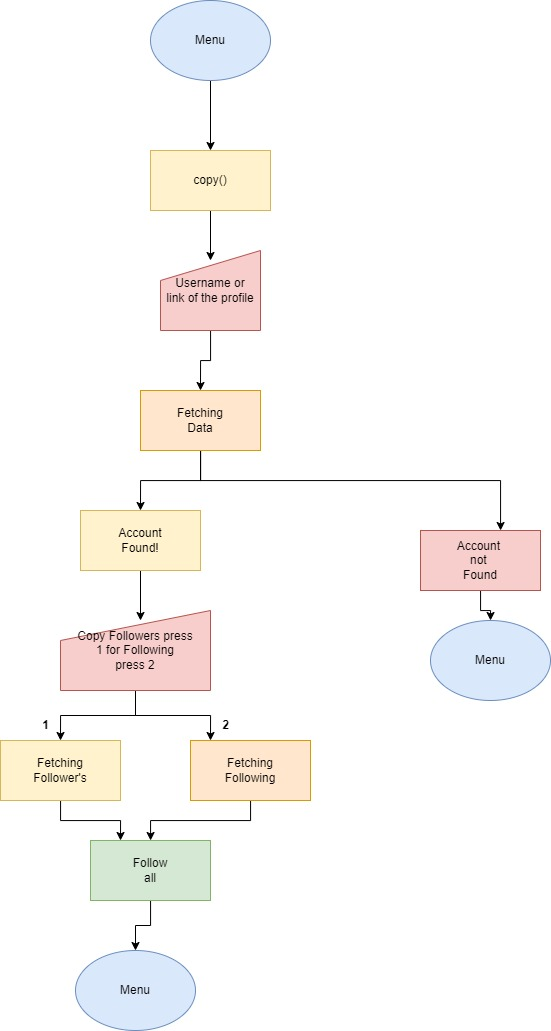 Menu
copy()
Username or
link of the profile
Fetching
Data
Account
Found!
Account
not
Found
Copy Followers press
1 for Following
press 2
Menu
1
2
Fetching
Follower's
Fetching
Following
Follow
all
Menu